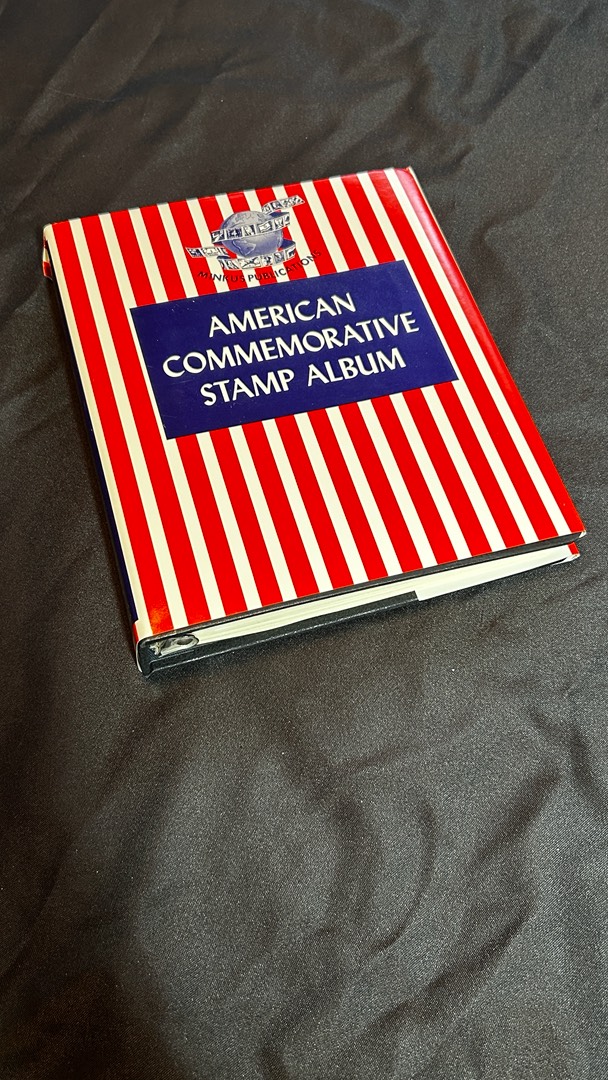 MINKUS PUBLICATIONS
AMERICAN
COMMEMORATIVE
STAMP ALBUM